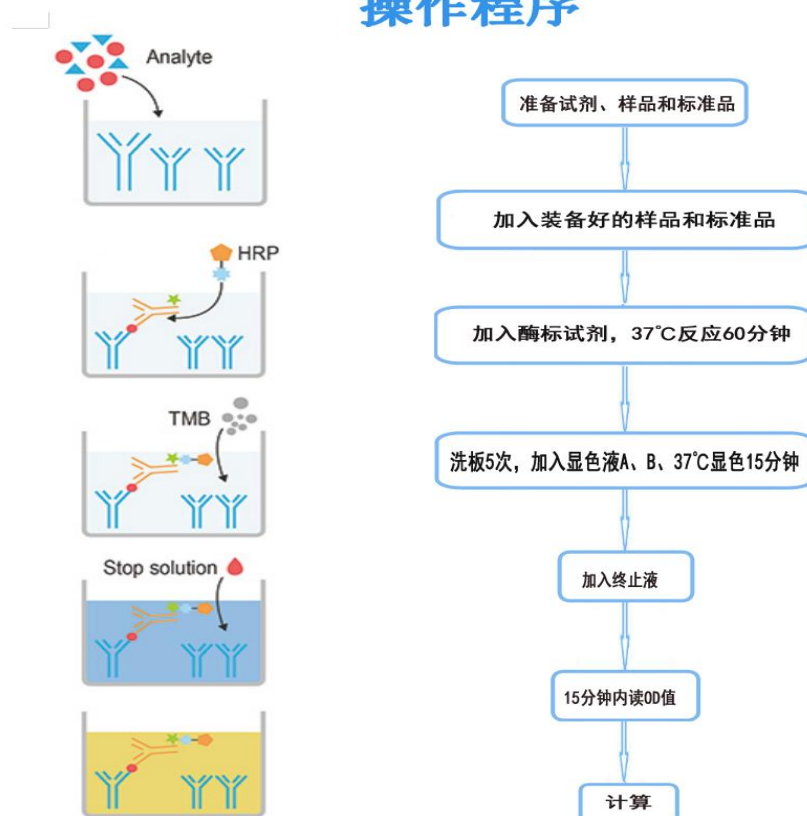 操作程序
Analyte
HRP
TMB
Stop solution
准备试剂、样品和标准品
加入装备好的样品和标准品
加入酶标试剂，37℃反应60分钟
洗板5次，加入显色液A、B、37℃显色15分钟
加入终止液
15分钟内读OD值
计算